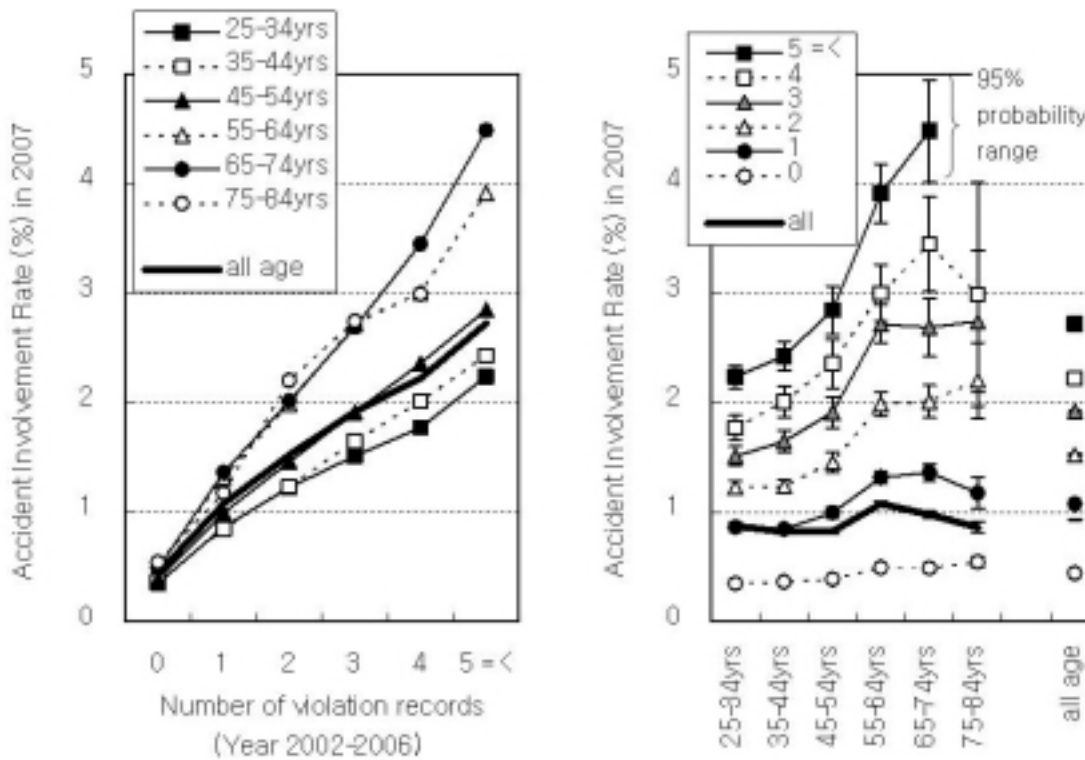 25-34yrs
35-44yrs
45-54yrs
55-64yrs
65-74yrs
75-84yrs
all age
5
4
3
2
1
0
Accident Involvement Rate (%) in 2007
0 1 2 3 4 5 =<
Number of violation records
(Year 2002-2006)
5 =<
4
3
2
1
0
all
95%
probability
range
5
4
3
2
1
0
Accident Involvement Rate (%) in 2007
25-34yrs
35-44yrs
45-54yrs
55-64yrs
65-74yrs
75-84yrs
all age